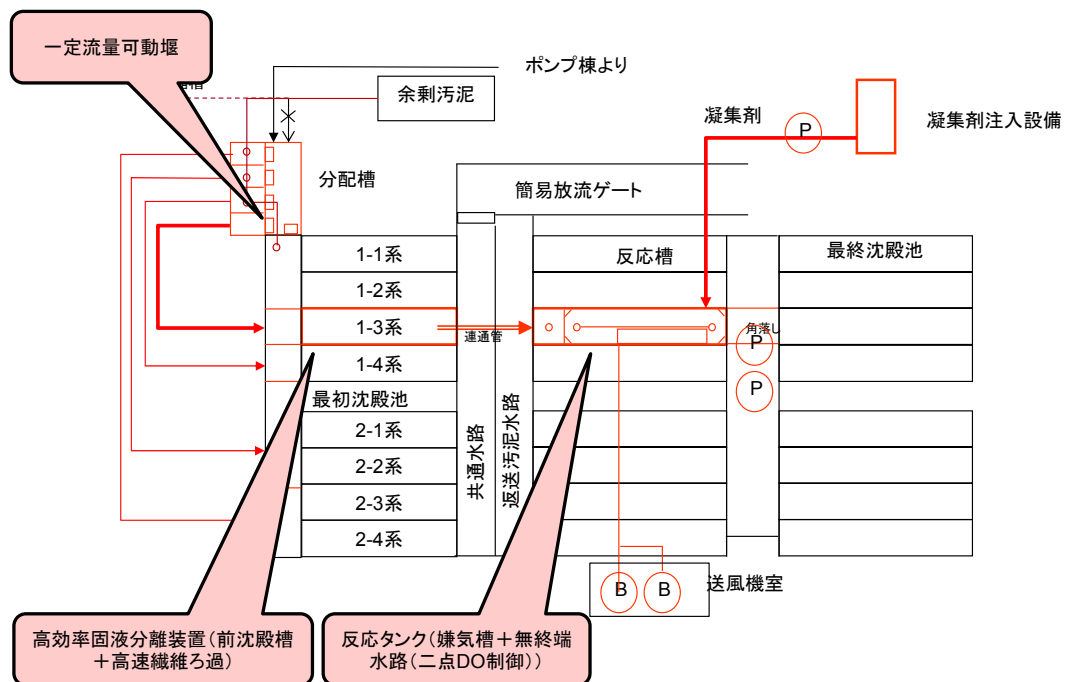 一定流量可動堰
ポンプ棟より
余剰汚泥
凝集剤
P
凝集剤注入設備
分配槽
簡易放流ゲート
1-1系
反応槽
最終沈殿池
1-2系
1-3系
連通管
角落し
P
1-4系
P
最初沈殿池
共通水路
返送汚泥水路
2-1系
2-2系
2-3系
2-4系
B
B
送風機室
高効率固液分離装置(前沈殿槽
+高速繊維ろ過)
反応タンク(嫌気槽+無終端
水路(二点DO制御))